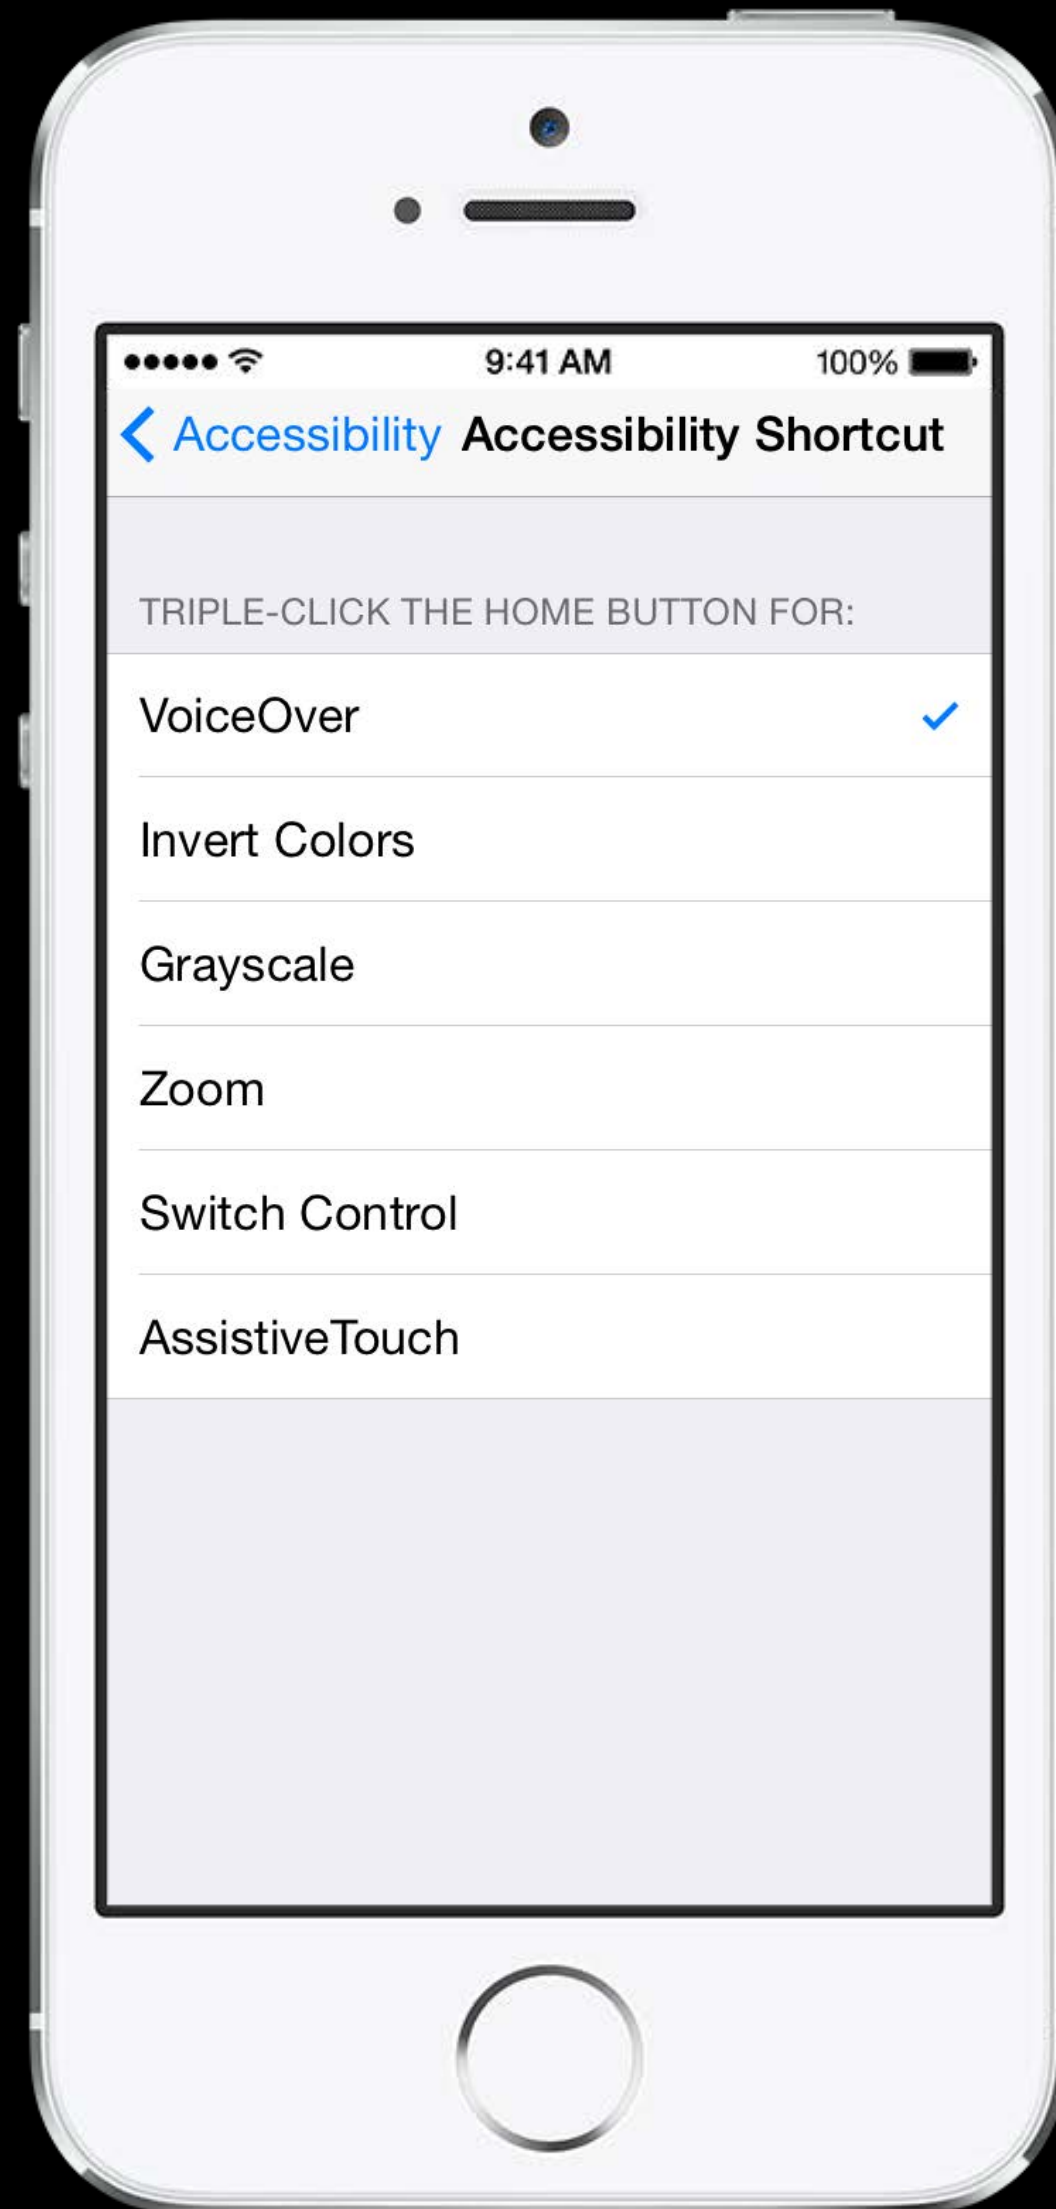 9:41 AM 100%
Accessibility Accessibility Shortcut
TRIPLE-CLICK THE HOME BUTTON FOR:
VoiceOver
Invert Colors
Grayscale
Zoom
Switch Control
AssistiveTouch